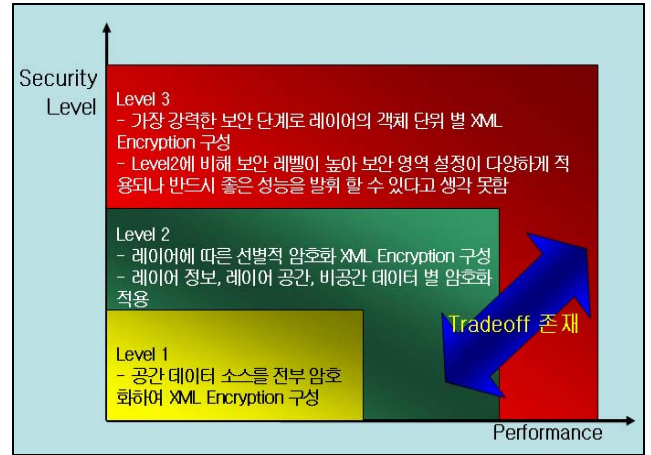 Security
Level
Level 3
- 가장 강력한 보안 단계로 레이어의 객체 단위 별 XML
Encryption 구성
- Level2에 비해 보안 레벨이 높아 보안 영역 설정이 다양하게 적
용되나 반드시 좋은 성능을 발휘 할 수 있다고 생각 못함
Level 2
- 레이어에 따른 선별적 암호화 XML Encryption 구성
- 레이어 정보, 레이어 공간, 비공간 데이터 별 암호화
적용
Tradeoff 존재
Level 1
- 공간 데이터 소스를 전부 암호
화하여 XML Encryption 구성
Performance